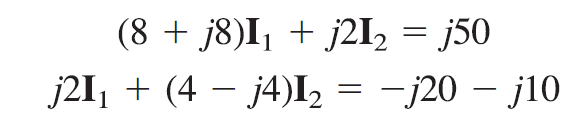 (8 + j8)I₁ + j2I₂ = j50
j2I₁ + (4 − j4)I₂ = −j20 − j10